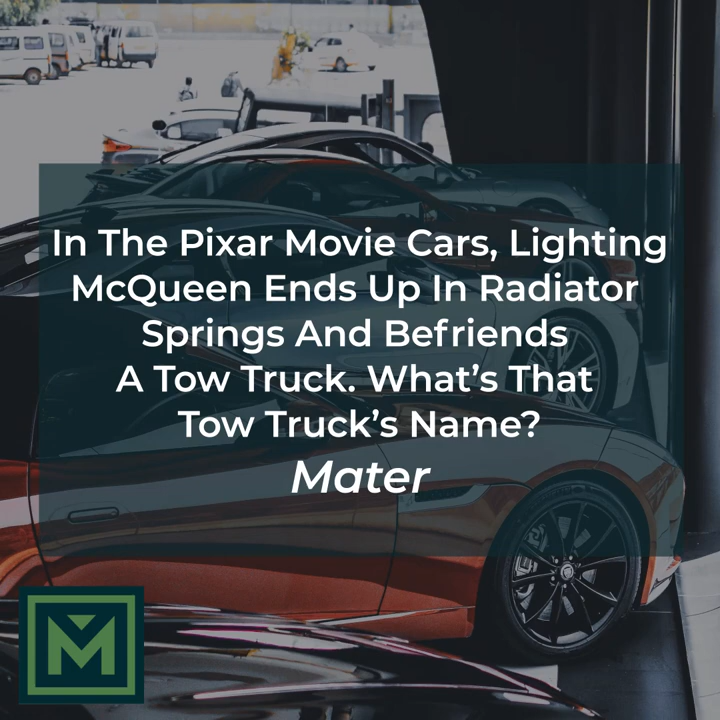 In The Pixar Movie Cars, Lighting
McQueen Ends Up In Radiator
Springs And Befriends
A Tow Truck. What’s That
Tow Truck’s Name?
Mater
M